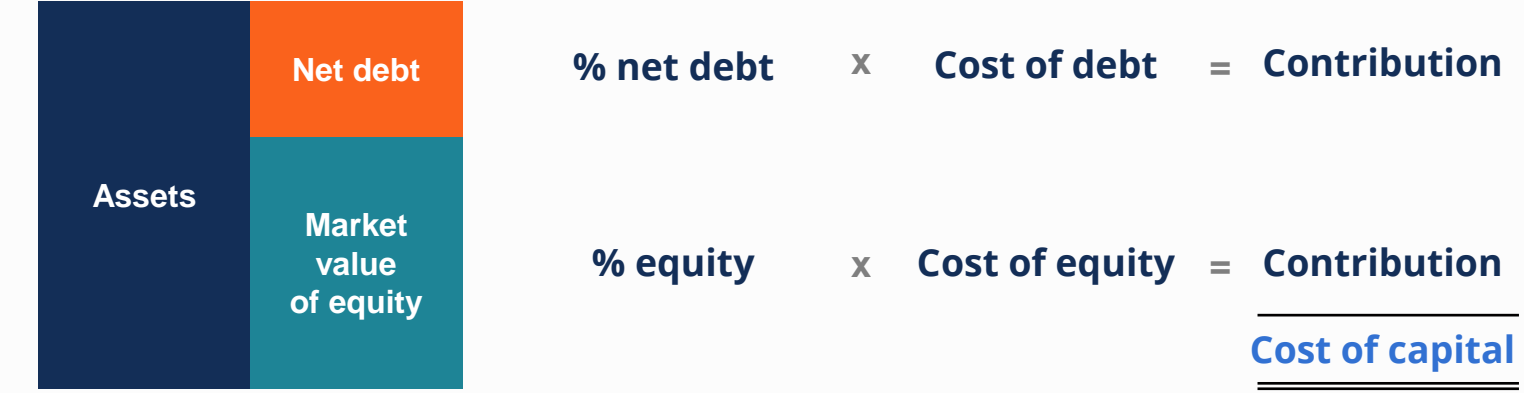 Net debt
% net debt x Cost of debt = Contribution
Assets
Market
value
of equity
% equity x Cost of equity = Contribution
Cost of capital